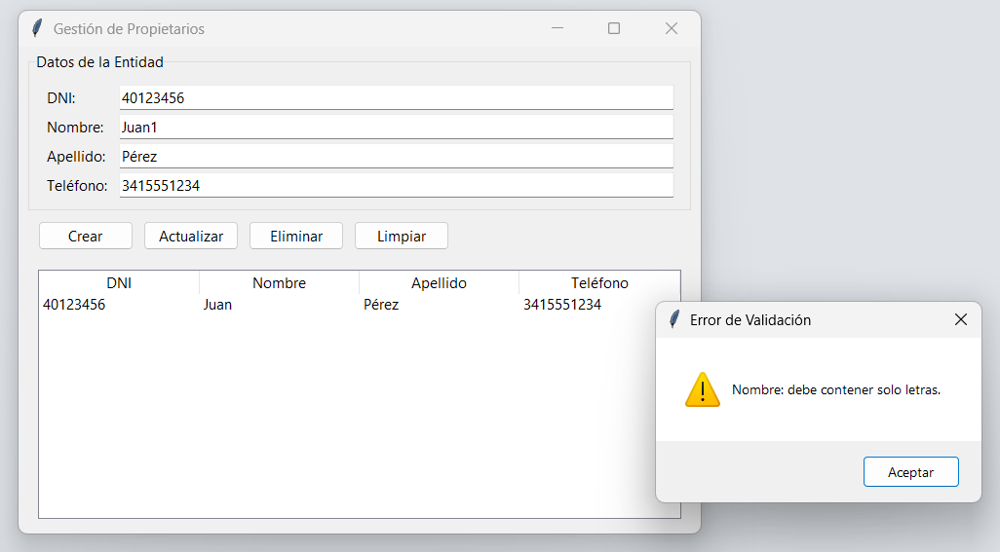 Gestión de Propietarios
Datos de la Entidad
DNI: 40123456
Nombre: Juan1
Apellido: Pérez
Teléfono: 3415551234
Crear Actualizar Eliminar Limpiar
DNI Nombre Apellido Teléfono
40123456 Juan Pérez 3415551234
Error de Validación
Nombre: debe contener solo letras.
Aceptar